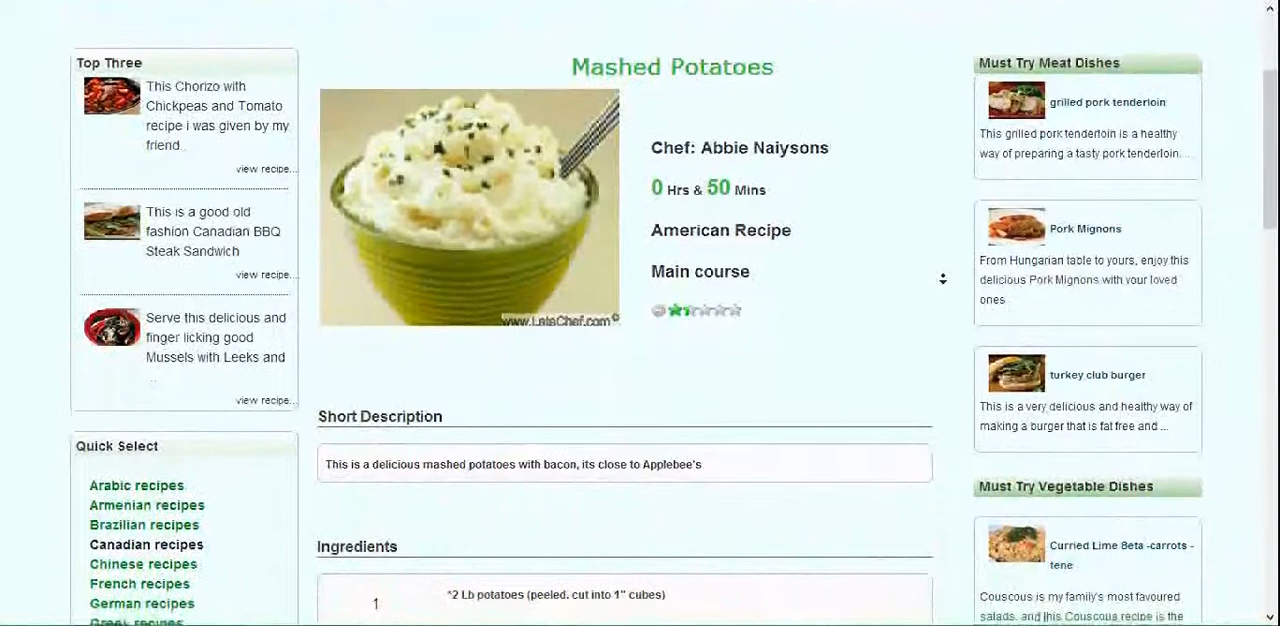 Top Three
This Chorizo with
Chickpeas and Tomato
recipe i was given by my
friend..
view recipe...
This is a good old
fashion Canadian BBQ
Steak Sandwich
view recipe...
Serve this delicious and
finger licking good
Mussels with Leeks and
..
view recipe...
Quick Select
Arabic recipes
Armenian recipes
Brazilian recipes
Canadian recipes
Chinese recipes
French recipes
German recipes
Greek recipes
Mashed Potatoes
www.LetsChef.com©
Chef: Abbie Naiysons
0 Hrs & 50 Mins
American Recipe
Main course
Short Description
This is a delicious mashed potatoes with bacon, its close to Applebee's
Ingredients
1
*2 Lb potatoes (peeled. cut into 1" cubes)
Must Try Meat Dishes
grilled pork tenderloin
This grilled pork tenderloin is a healthy
way of preparing a tasty pork tenderloin...
Pork Mignons
From Hungarian table to yours, enjoy this
delicious Pork Mignons with your loved
ones
turkey club burger
This is a very delicious and healthy way of
making a burger that is fat free and ...
Must Try Vegetable Dishes
Curried Lime Beta -carrots -
tene
Couscous is my family's most favoured
salads, and this Couscous recipe is the